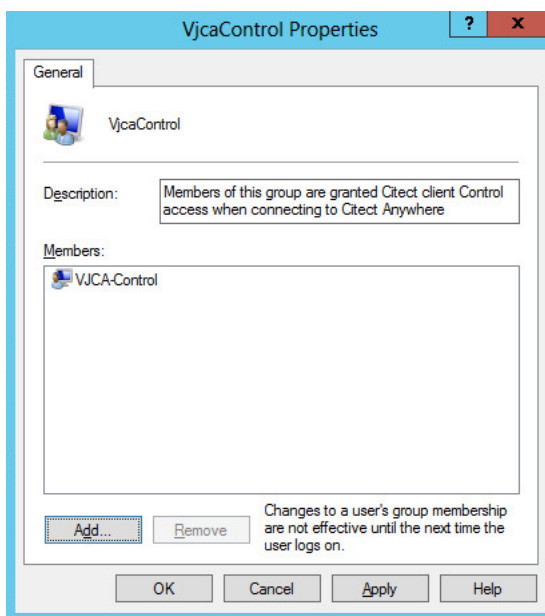 VjcaControl Properties
?
x
General
VjcaControl
Description:
Members of this group are granted Citect client Control
access when connecting to Citect Anywhere
Members:
VJCA-Control
Add...
Remove
Changes to a user's group membership
are not effective until the next time the
user logs on.
OK
Cancel
Apply
Help